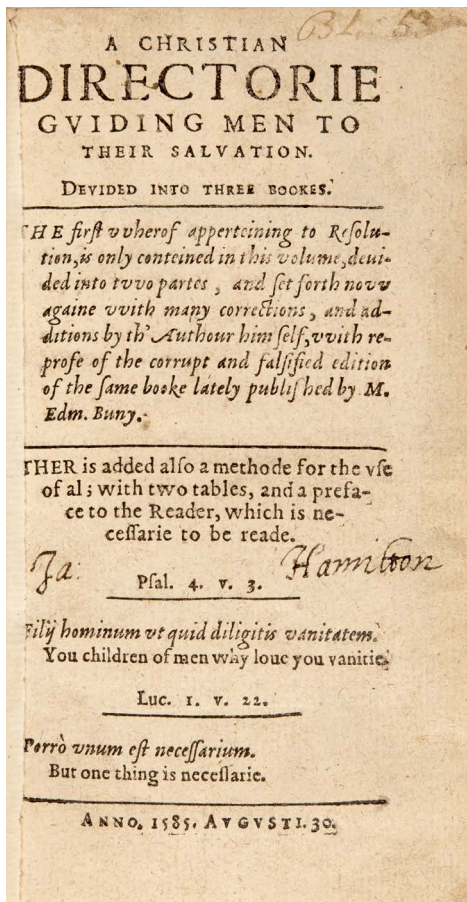 BL. 53
A CHRISTIAN
DIRECTORIE
GVIDING MEN TO
THEIR SALVATION.
DEVIDED INTO THREE BOOKES.
THE firſt vvherof apperteining to Reſolu-
tion, is only conteined in this volume, deui-
ded into tvvo partes , and ſet forth novv
againe vvith many corrections , and ad-
ditions by th' Authour him ſelf, vvith re-
profe of the corrupt and falſified edition
of the ſame booke lately publiſhed by M.
Edm. Buny.
THER is added alſo a methode for the vſe
of al; with two tables, and a prefa-
ce to the Reader, which is ne-
ceſſarie to be reade.
Ja: Hamilton
Pſal. 4. v. 3.
Filij hominum vt quid diligitis vanitatem.
You children of men why loue you vanitie.
Luc. 1. v. 22.
Porrò vnum eſt neceſſarium.
But one thing is neceſſarie.
ANNO. 1585. AVGVSTI. 30.